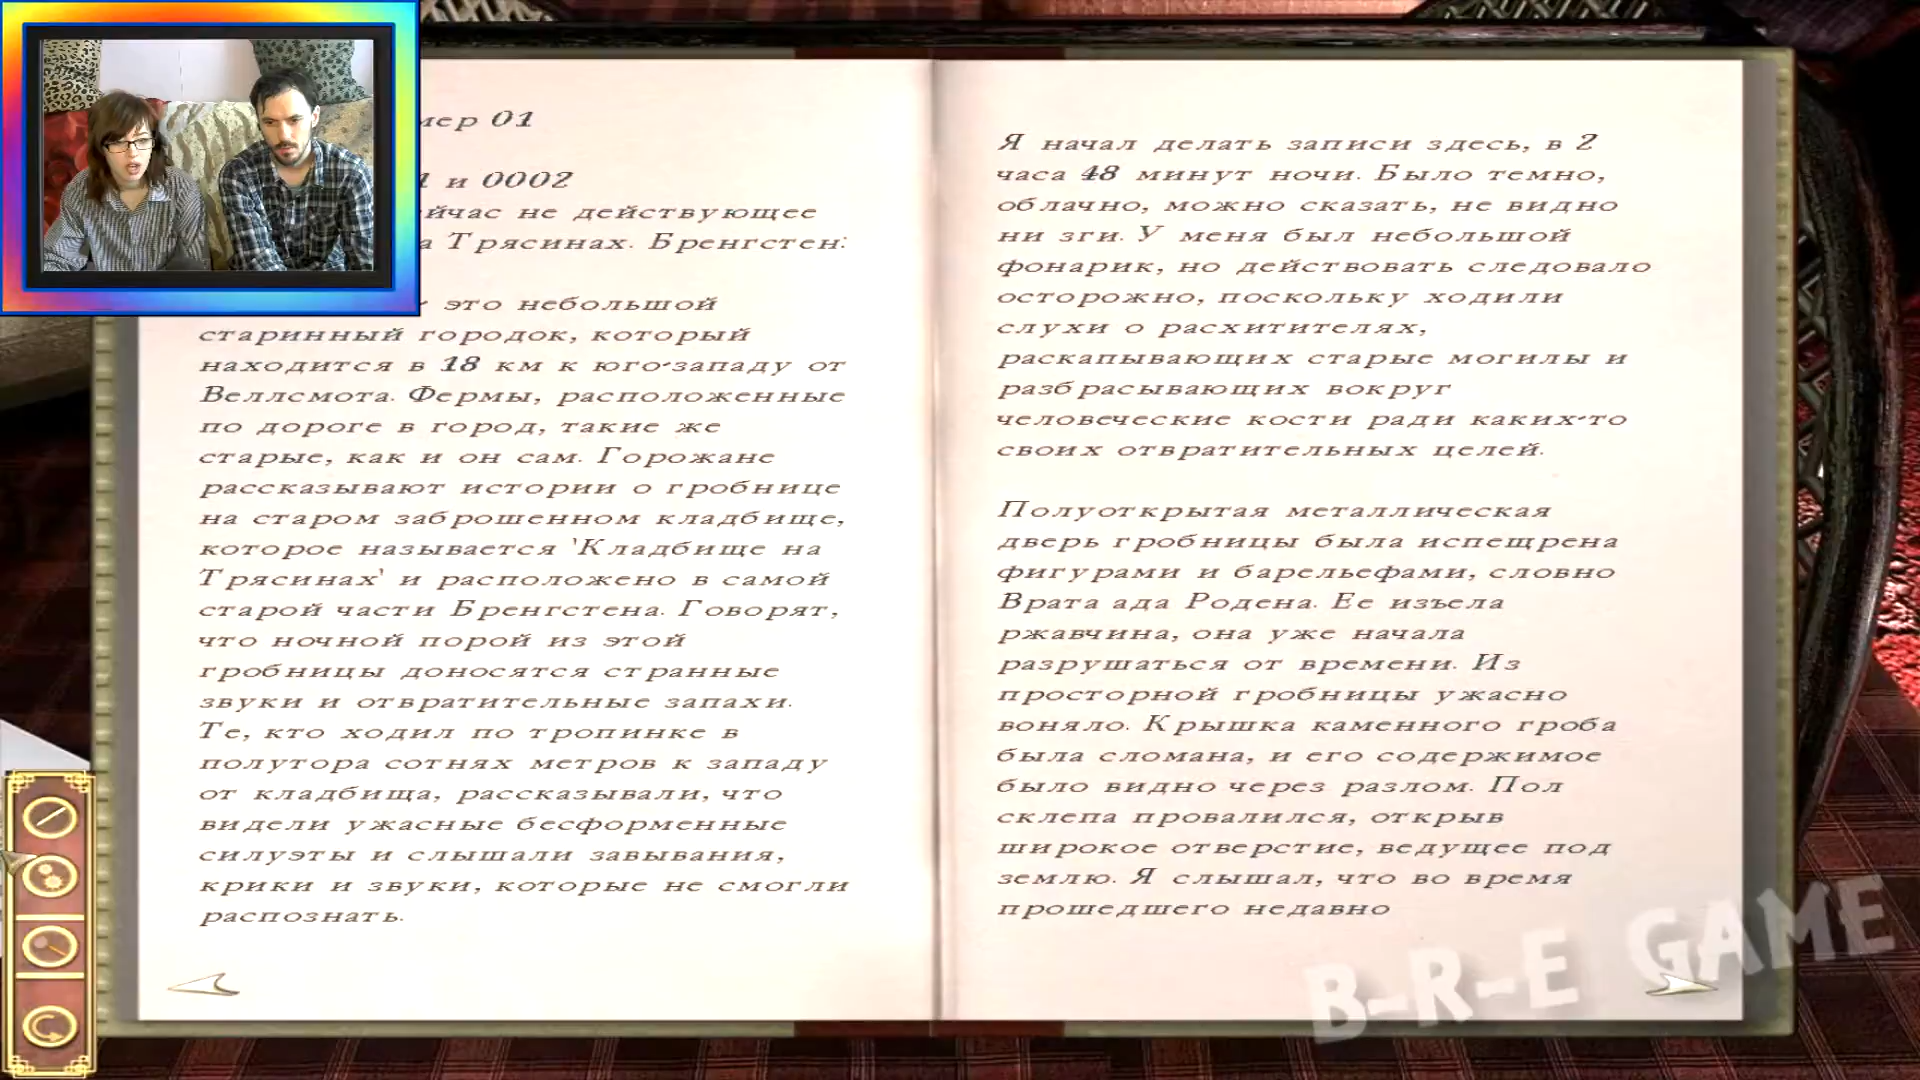 01
и 0002
не действующее
Трясинах. Бренгстен:
это небольшой
старинный городок, который
находится в 18 км к юго-западу от
Веллсмота. Фермы, расположенные
по дороге в город, такие же
старые, как и он сам. Горожане
рассказывают истории о гробнице
на старом заброшенном кладбище,
которое называется 'Кладбище на
Трясинах' и расположено в самой
старой части Бренгстена. Говорят,
что ночной порой из этой
гробницы доносятся странные
звуки и отвратительные запахи.
Те, кто ходил по тропинке в
полутора сотнях метров к западу
от кладбища, рассказывали, что
видели ужасные бесформенные
силуэты и слышали завывания,
крики и звуки, которые не смогли
распознать.
Я начал делать записи здесь, в 2
часа 48 минут ночи. Было темно,
облачно, можно сказать, не видно
ни зги. У меня был небольшой
фонарик, но действовать следовало
осторожно, поскольку ходили
слухи о расхитителях,
раскапывающих старые могилы и
разбрасывающих вокруг
человеческие кости ради каких-то
своих отвратительных целей.
Полуоткрытая металлическая
дверь гробницы была испещрена
фигурами и барельефами, словно
Врата ада Родена. Ее изъела
ржавчина, она уже начала
разрушаться от времени. Из
просторной гробницы ужасно
воняло. Крышка каменного гроба
была сломана, и его содержимое
было видно через разлом. Пол
склепа провалился, открыв
широкое отверстие, ведущее под
землю. Я слышал, что во время
прошедшего недавно
B-R-E GAME